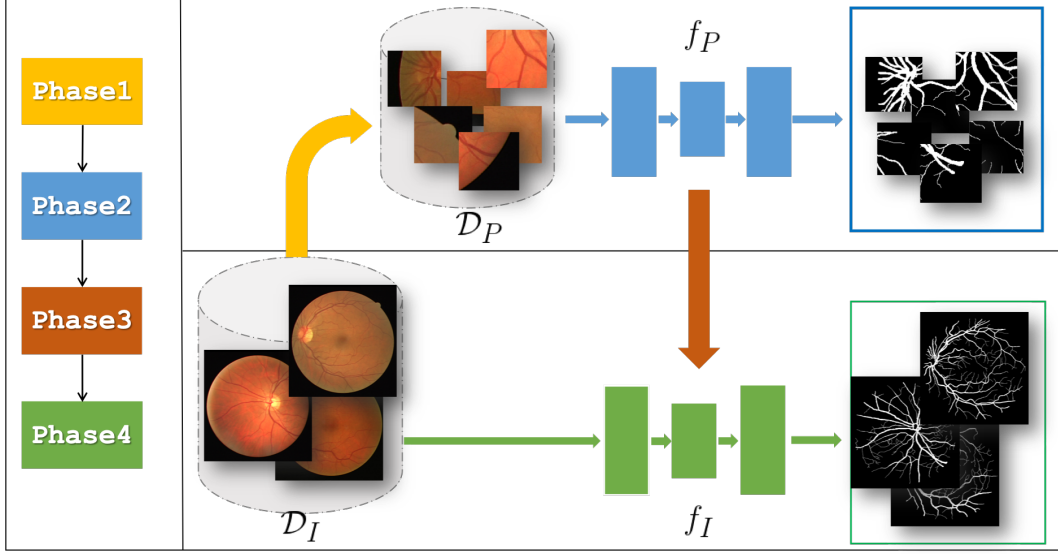 Phase1
Phase2
Phase3
Phase4
f_P
𝒟_P
𝒟_I
f_I